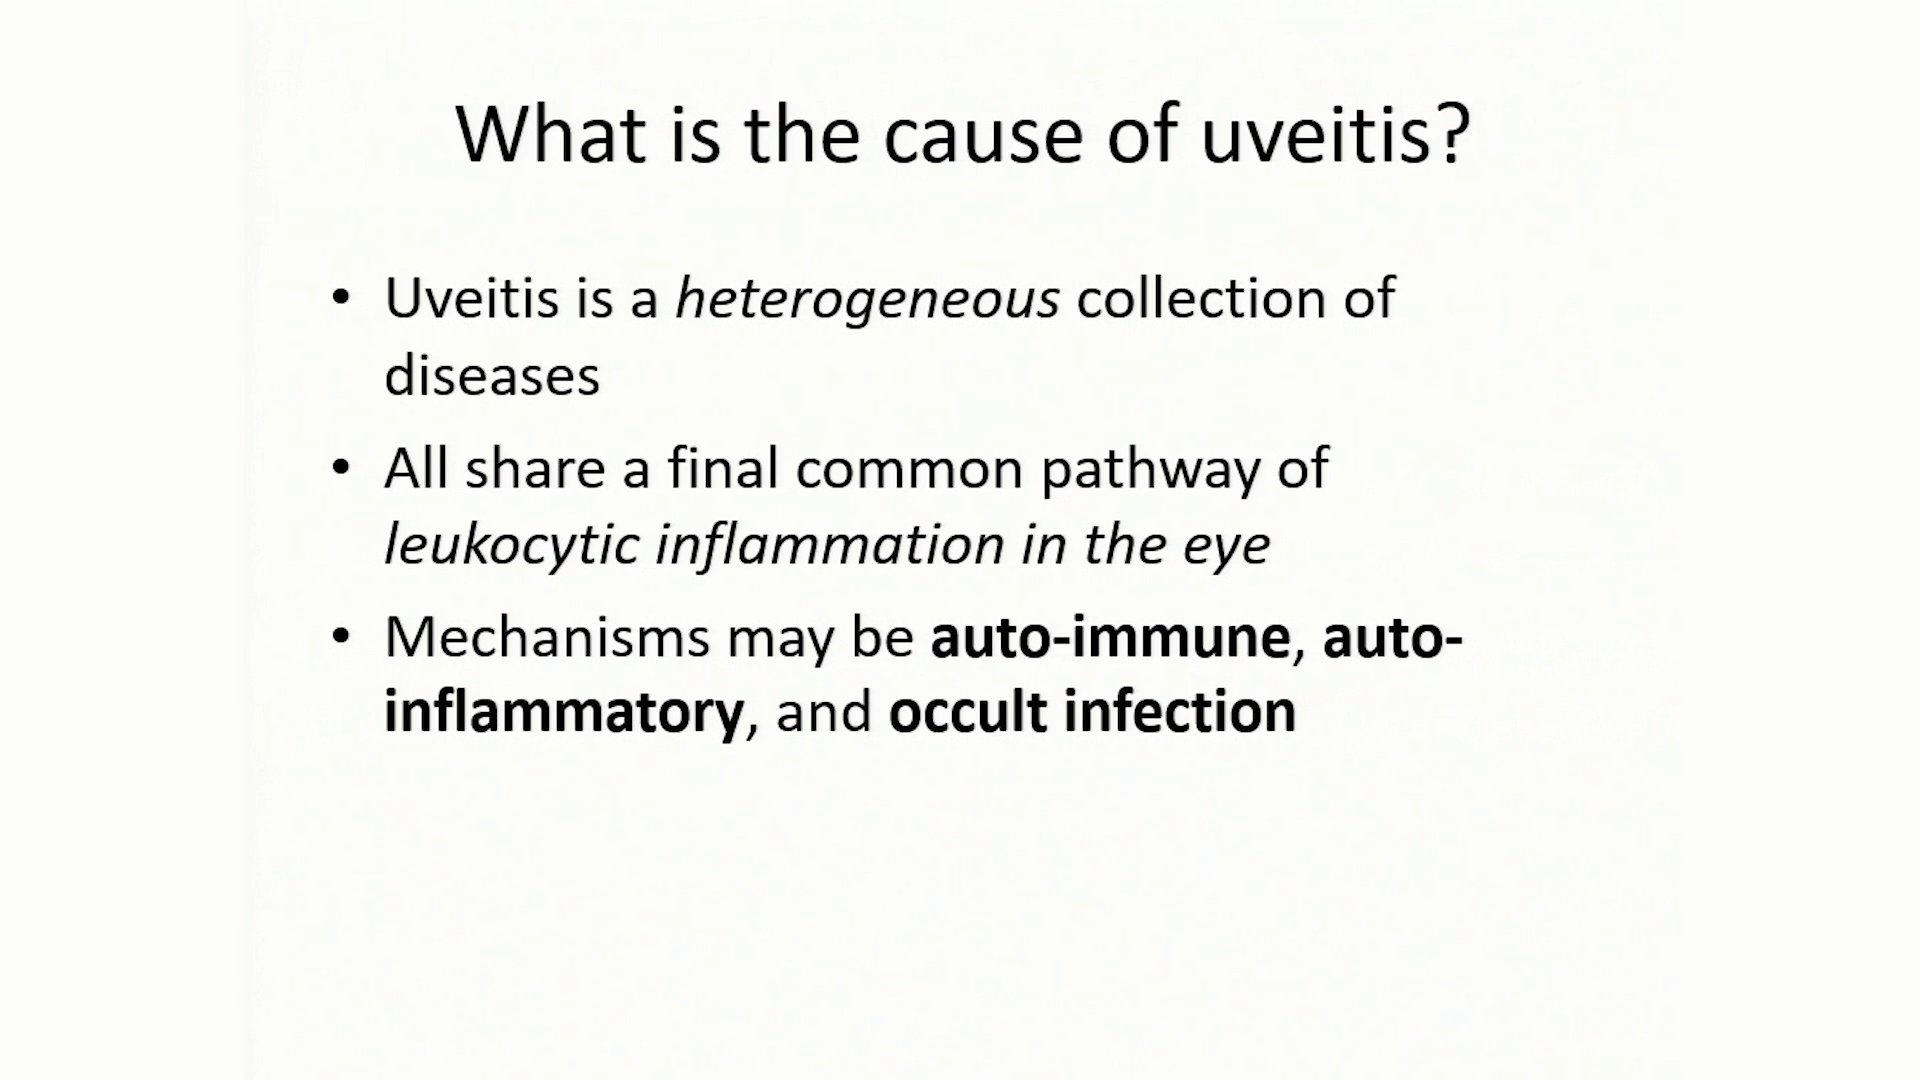 What is the cause of uveitis?
• Uveitis is a heterogeneous collection of
diseases
• All share a final common pathway of
leukocytic inflammation in the eye
• Mechanisms may be auto-immune, auto-
inflammatory, and occult infection